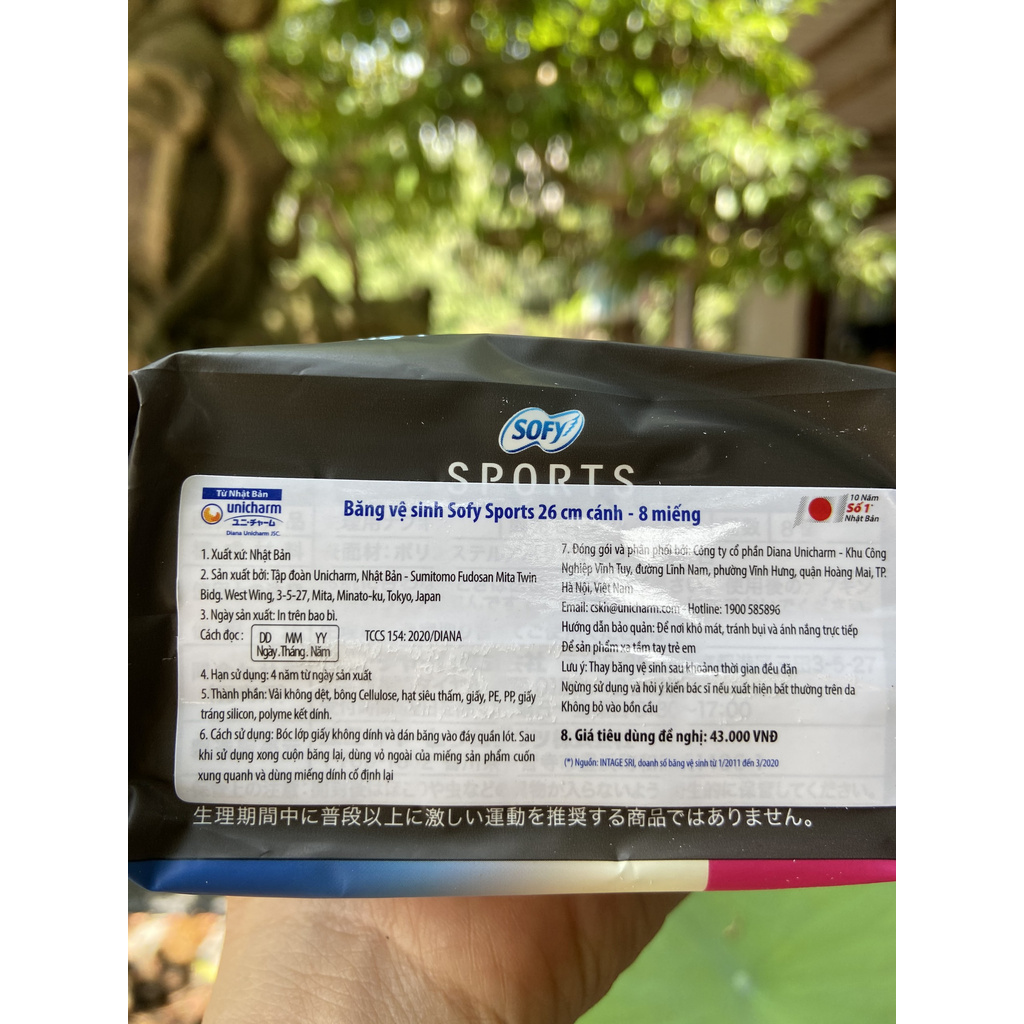 SOFY
SPORTS
Từ Nhật Bản
unicharm
ユニ・チャーム
Diana Unicharm JSC.
Băng vệ sinh Sofy Sports 26 cm cánh - 8 miếng
10 Năm
Số 1*
Nhật Bản
1. Xuất xứ: Nhật Bản
2. Sản xuất bởi: Tập đoàn Unicharm, Nhật Bản - Sumitomo Fudosan Mita Twin
Bidg. West Wing, 3-5-27, Mita, Minato-ku, Tokyo, Japan
3. Ngày sản xuất: In trên bao bì.
Cách đọc : DD MM YY TCCS 154: 2020/DIANA
Ngày.Tháng. Năm
4. Hạn sử dụng: 4 năm từ ngày sản xuất
5. Thành phần: Vải không dệt, bông Cellulose, hạt siêu thấm, giấy, PE, PP, giấy
tráng silicon, polyme kết dính.
6. Cách sử dụng: Bóc lớp giấy không dính và dán băng vào đáy quần lót. Sau
khi sử dụng xong cuộn băng lại, dùng vỏ ngoài của miếng sản phẩm cuốn
xung quanh và dùng miếng dính cố định lại
7. Đóng gói và phân phối bởi: Công ty cổ phần Diana Unicharm - Khu Công
Nghiệp Vĩnh Tuy, đường Lĩnh Nam, phường Vĩnh Hưng, quận Hoàng Mai, TP.
Hà Nội, Việt Nam
Email: cskh@unicharm.com - Hotline: 1900 585896
Hướng dẫn bảo quản: Để nơi khô mát, tránh bụi và ánh nắng trực tiếp
Để sản phẩm xa tầm tay trẻ em
Lưu ý: Thay băng vệ sinh sau khoảng thời gian đều đặn
Ngừng sử dụng và hỏi ý kiến bác sĩ nếu xuất hiện bất thường trên da
Không bỏ vào bồn cầu
8. Giá tiêu dùng đề nghị: 43.000 VNĐ
(*) Nguồn: INTAGE SRI, doanh số băng vệ sinh từ 1/2011 đến 3/2020
生理期間中に普段以上に激しい運動を推奨する商品ではありません。